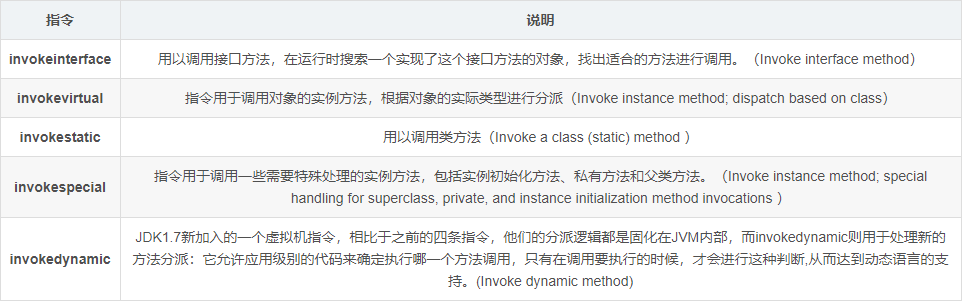 指令 说明
invokeinterface 用以调用接口方法，在运行时搜索一个实现了这个接口方法的对象，找出适合的方法进行调用。（Invoke interface method）
invokevirtual 指令用于调用对象的实例方法，根据对象的实际类型进行分派（Invoke instance method; dispatch based on class）
invokestatic 用以调用类方法（Invoke a class (static) method ）
invokespecial 指令用于调用一些需要特殊处理的实例方法，包括实例初始化方法、私有方法和父类方法。（Invoke instance method; special
handling for superclass, private, and instance initialization method invocations ）
JDK1.7新加入的一个虚拟机指令，相比于之前的四条指令，他们的分派逻辑都是固化在JVM内部，而invokedynamic则用于处理新的
invokedynamic 方法分派：它允许应用级别的代码来确定执行哪一个方法调用，只有在调用要执行的时候，才会进行这种判断,从而达到动态语言的支
持。(Invoke dynamic method)